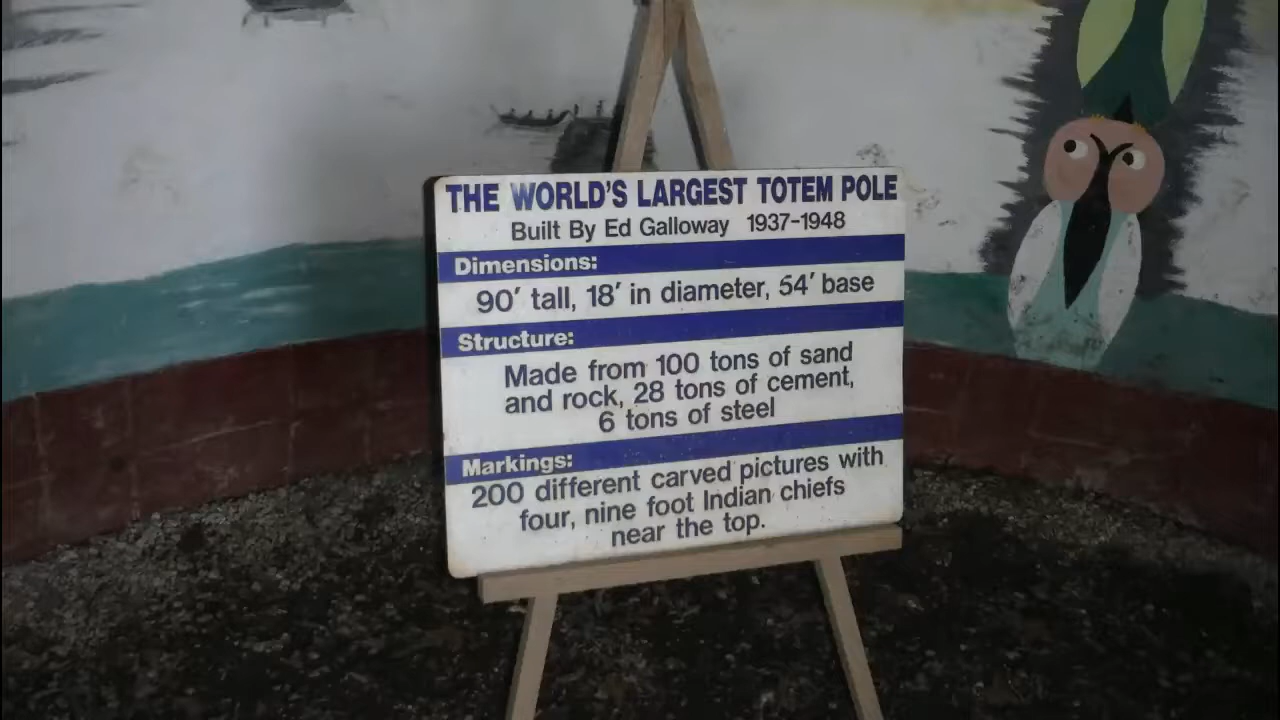 THE WORLD'S LARGEST TOTEM POLE
Built By Ed Galloway 1937-1948
Dimensions:
90' tall, 18' in diameter, 54' base
Structure:
Made from 100 tons of sand
and rock, 28 tons of cement,
6 tons of steel
Markings:
200 different carved pictures with
four, nine foot Indian chiefs
near the top.